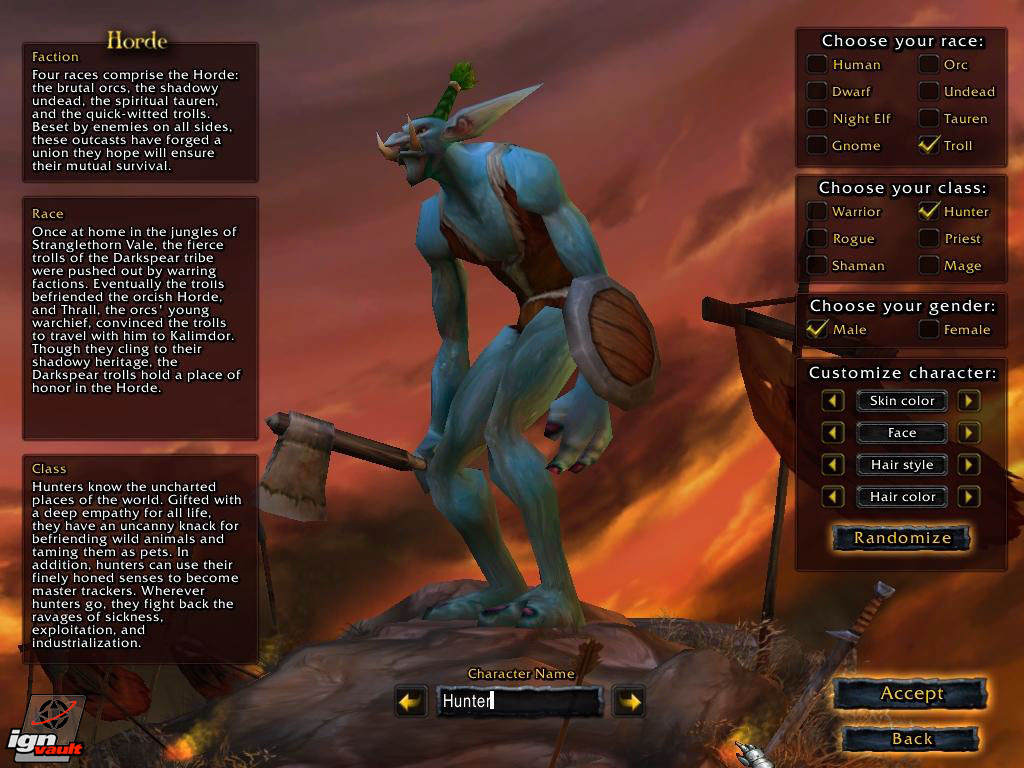 Horde
Faction
Four races comprise the Horde:
the brutal orcs, the shadowy
undead, the spiritual tauren,
and the quick-witted trolls.
Beset by enemies on all sides,
these outcasts have forged a
union they hope will ensure
their mutual survival.
Race
Once at home in the jungles of
Stranglethorn Vale, the fierce
trolls of the Darkspear tribe
were pushed out by warring
factions. Eventually the trolls
befriended the orcish Horde,
and Thrall, the orcs' young
warchief, convinced the trolls
to travel with him to Kalimdor.
Though they cling to their
shadowy heritage, the
Darkspear trolls hold a place of
honor in the Horde.
Class
Hunters know the uncharted
places of the world. Gifted with
a deep empathy for all life,
they have an uncanny knack for
befriending wild animals and
taming them as pets. In
addition, hunters can use their
finely honed senses to become
master trackers. Wherever
hunters go, they fight back the
ravages of sickness,
exploitation, and
industrialization.
ign vault
Character Name
Hunter
Choose your race:
Human Orc
Dwarf Undead
Night Elf Tauren
Gnome Troll
Choose your class:
Warrior Hunter
Rogue Priest
Shaman Mage
Choose your gender:
Male Female
Customize character:
Skin color
Face
Hair style
Hair color
Randomize
Accept
Back